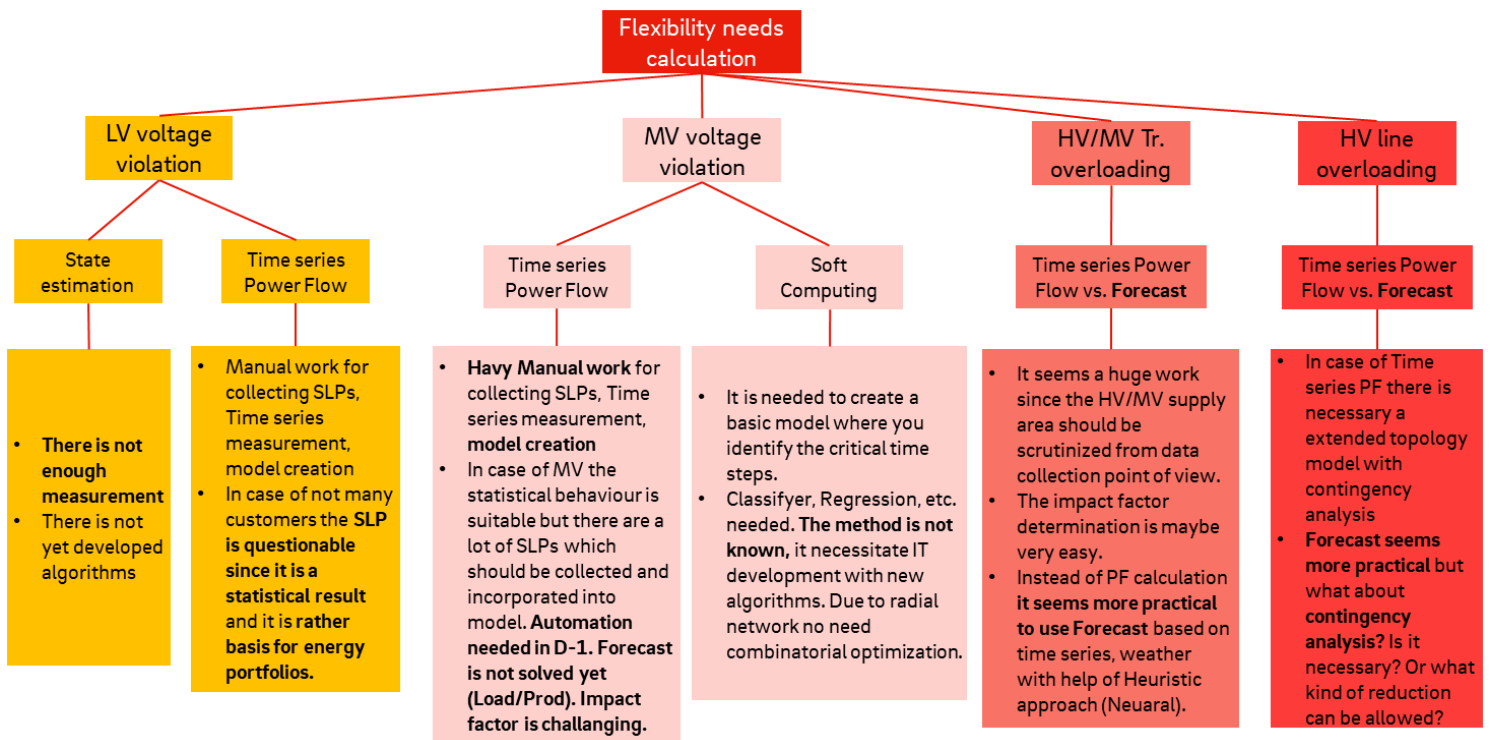 Flexibility needs
calculation
LV voltage
violation
MV voltage
violation
HV/MV Tr.
overloading
HV line
overloading
State
estimation
Time series
Power Flow
Time series
Power Flow
Soft
Computing
Time series Power
Flow vs. Forecast
Time series Power
Flow vs. Forecast
• There is not
enough
measurement
• There is not
yet developed
algorithms
• Manual work for
collecting SLPs,
Time series
measurement,
model creation
• In case of not many
customers the SLP
is questionable
since it is a
statistical result
and it is rather
basis for energy
portfolios.
• Havy Manual work for
collecting SLPs, Time
series measurement,
model creation
• In case of MV the
statistical behaviour is
suitable but there are a
lot of SLPs which
should be collected and
incorporated into
model. Automation
needed in D-1. Forecast
is not solved yet
(Load/Prod). Impact
factor is challanging.
• It is needed to create a
basic model where you
identify the critical time
steps.
• Classifyer, Regression, etc.
needed. The method is not
known, it necessitate IT
development with new
algorithms. Due to radial
network no need
combinatorial optimization.
• It seems a huge work
since the HV/MV supply
area should be
scrutinized from data
collection point of view.
• The impact factor
determination is maybe
very easy.
• Instead of PF calculation
it seems more practical
to use Forecast based on
time series, weather
with help of Heuristic
approach (Neuaral).
• In case of Time
series PF there is
necessary a
extended topology
model with
contingency
analysis
• Forecast seems
more practical but
what about
contingency
analysis? Is it
necessary? Or what
kind of reduction
can be allowed?